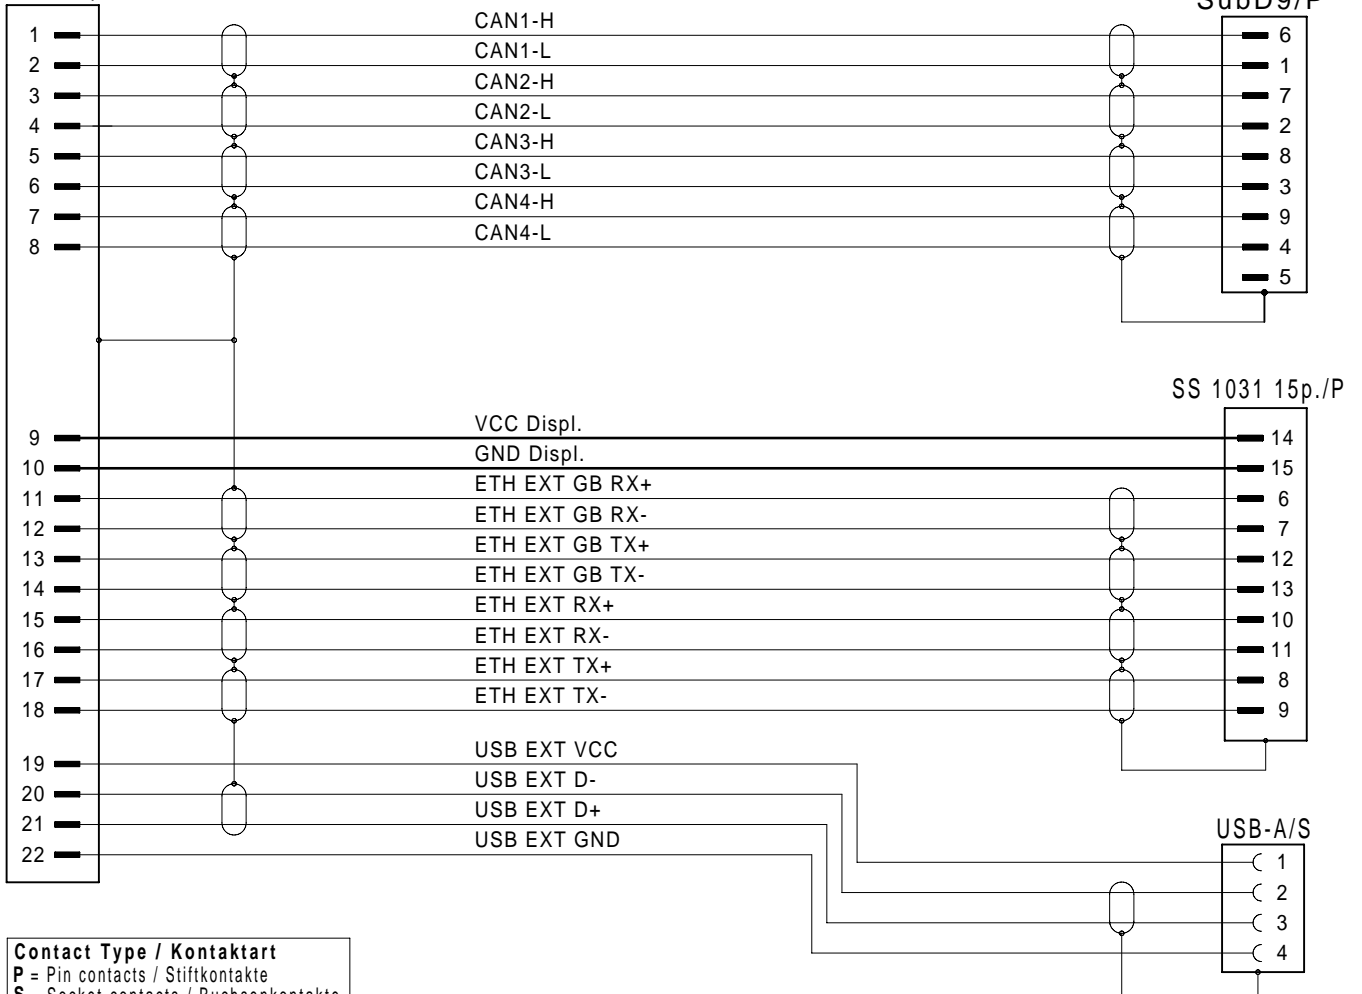 SubD9/P
1 CAN1-H 6
2 CAN1-L 1
3 CAN2-H 7
4 CAN2-L 2
5 CAN3-H 8
6 CAN3-L 3
7 CAN4-H 9
8 CAN4-L 4
5
SS 1031 15p./P
9 VCC Displ. 14
10 GND Displ. 15
11 ETH EXT GB RX+ 6
12 ETH EXT GB RX- 7
13 ETH EXT GB TX+ 12
14 ETH EXT GB TX- 13
15 ETH EXT RX+ 10
16 ETH EXT RX- 11
17 ETH EXT TX+ 8
18 ETH EXT TX- 9
19 USB EXT VCC
20 USB EXT D-
21 USB EXT D+
22 USB EXT GND
USB-A/S
1
2
3
4
Contact Type / Kontaktart
P = Pin contacts / Stiftkontakte
S = Socket contacts / Buchsenkontakte